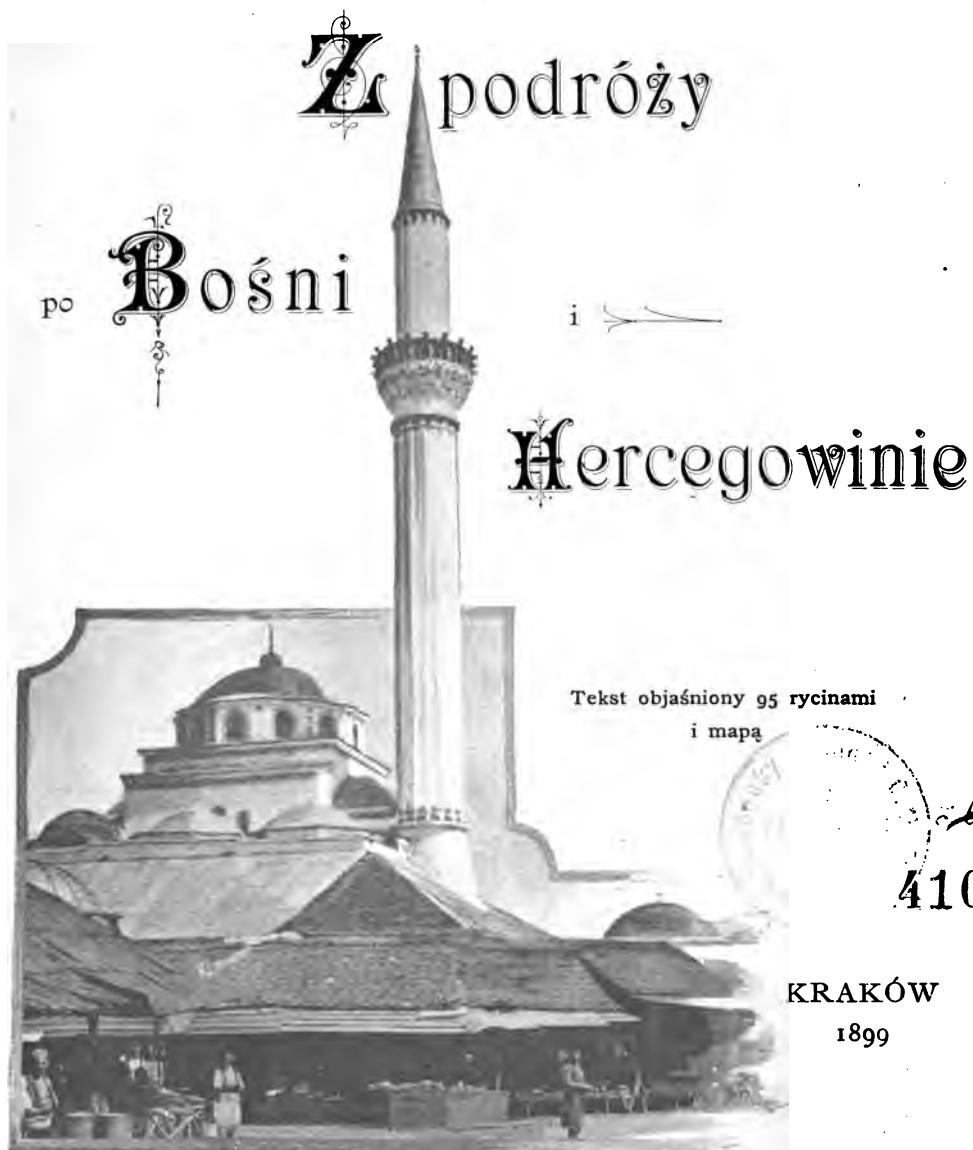 Z podróży
po Bośni i
Hercegowinie
Tekst objaśniony 95 rycinami
i mapą
410
KRAKÓW
1899